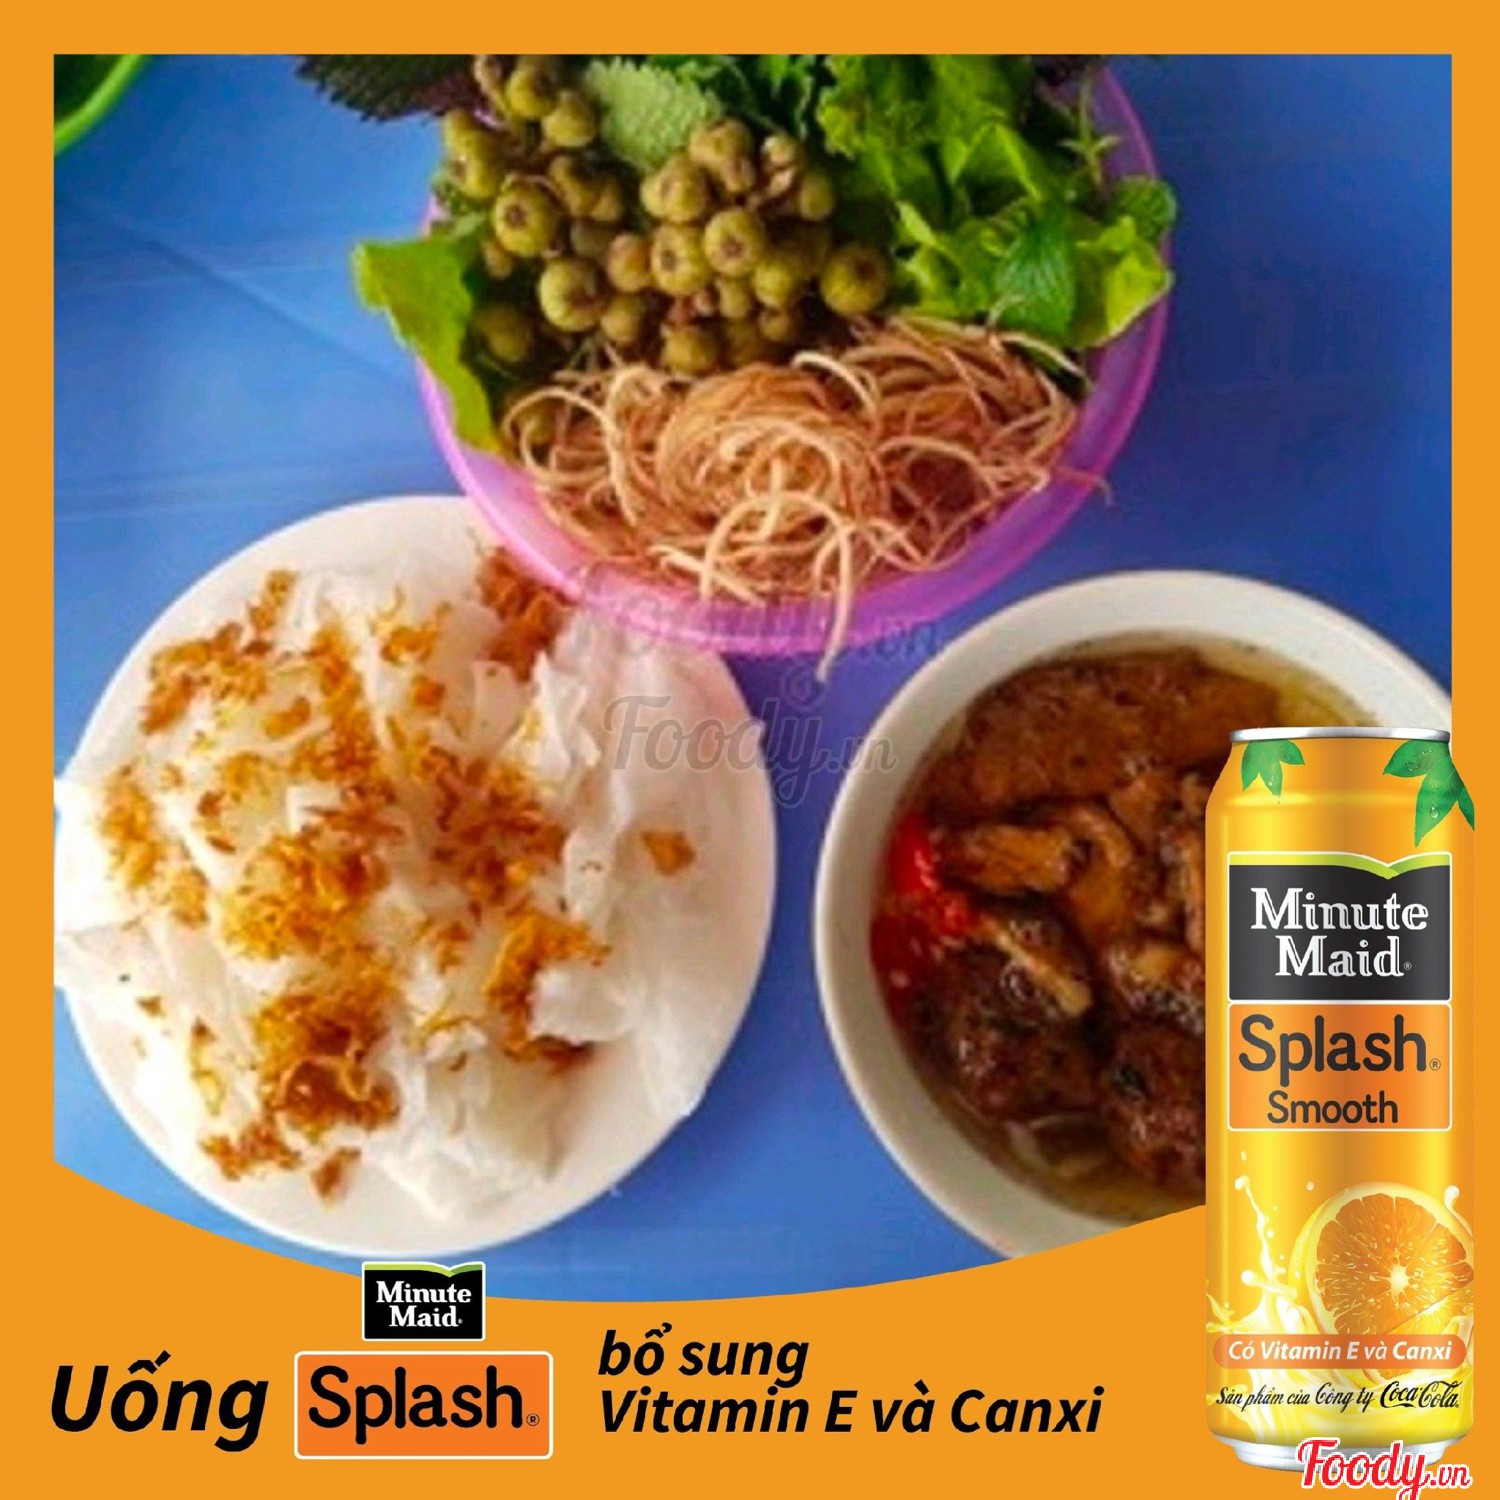 Foody.vn
Minute
Maid®
Splash®
Smooth
Có Vitamin E và Canxi
Sản phẩm của Công ty Coca-Cola.
Minute
Maid®
Uống Splash®
bổ sung
Vitamin E và Canxi
Foody.vn